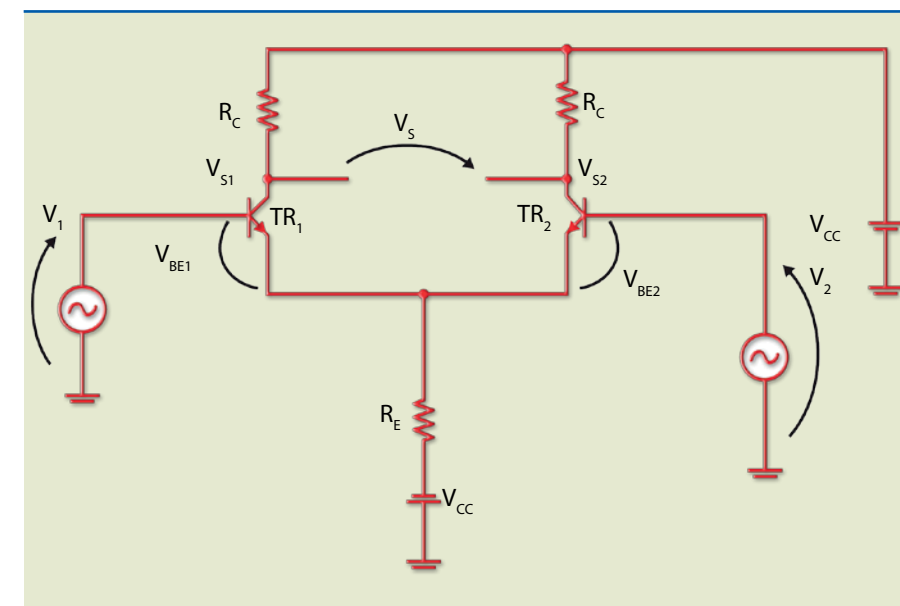 R_C
R_C
V_S
V_S1
V_S2
V_1
TR_1
TR_2
V_CC
V_BE1
V_BE2
V_2
R_E
V_CC